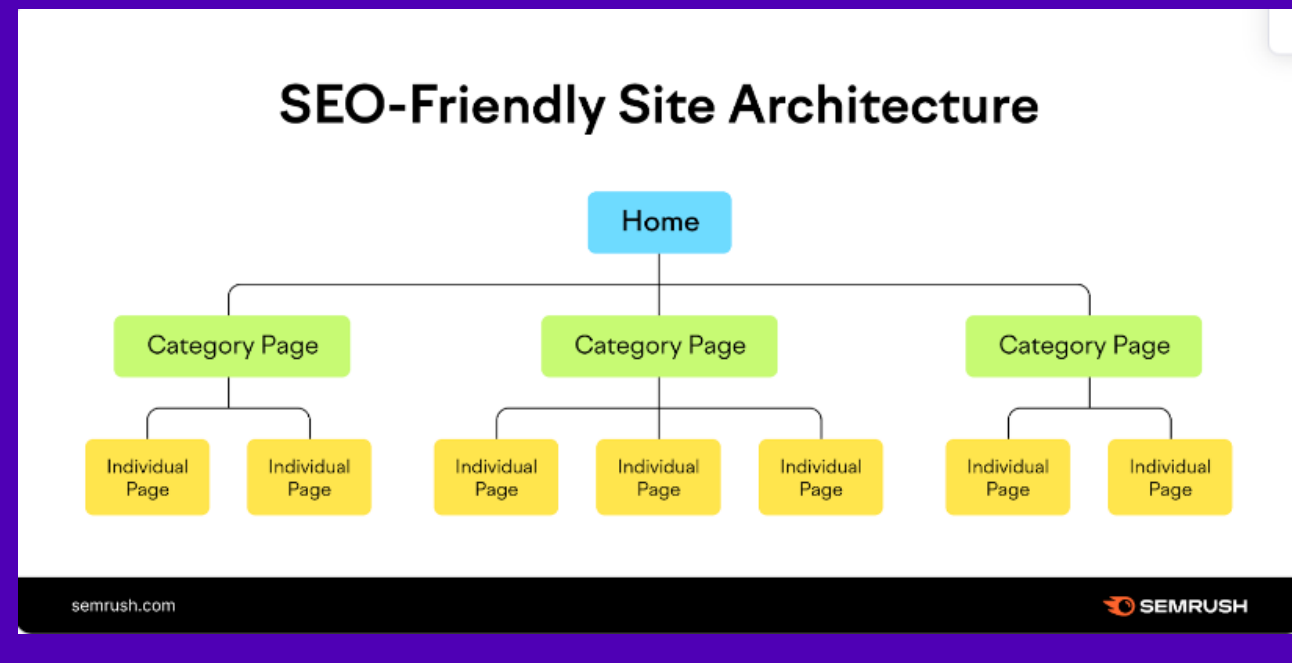 SEO-Friendly Site Architecture
Home
Category Page
Category Page
Category Page
Individual
Page
Individual
Page
Individual
Page
Individual
Page
Individual
Page
Individual
Page
Individual
Page
semrush.com
SEMRUSH